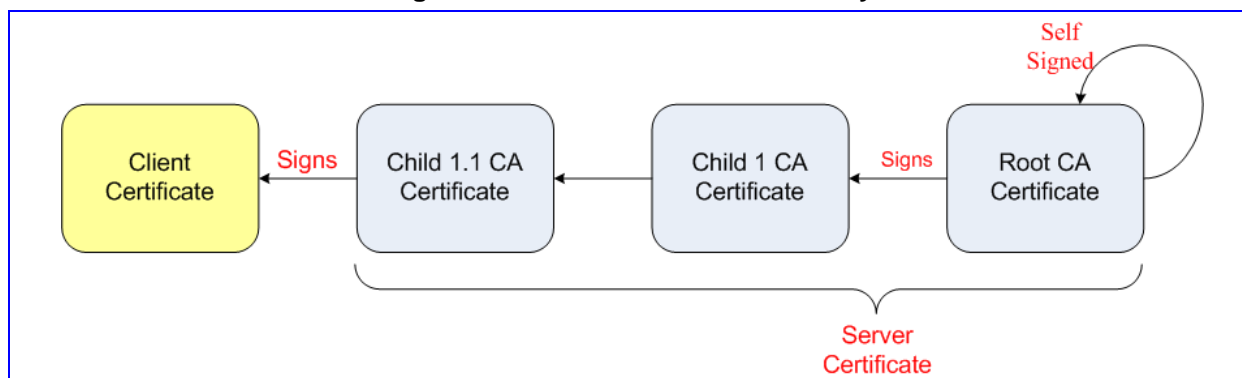 Self
Signed
Client
Certificate
Signs
Child 1.1 CA
Certificate
Child 1 CA
Certificate
Signs
Root CA
Certificate
Server
Certificate